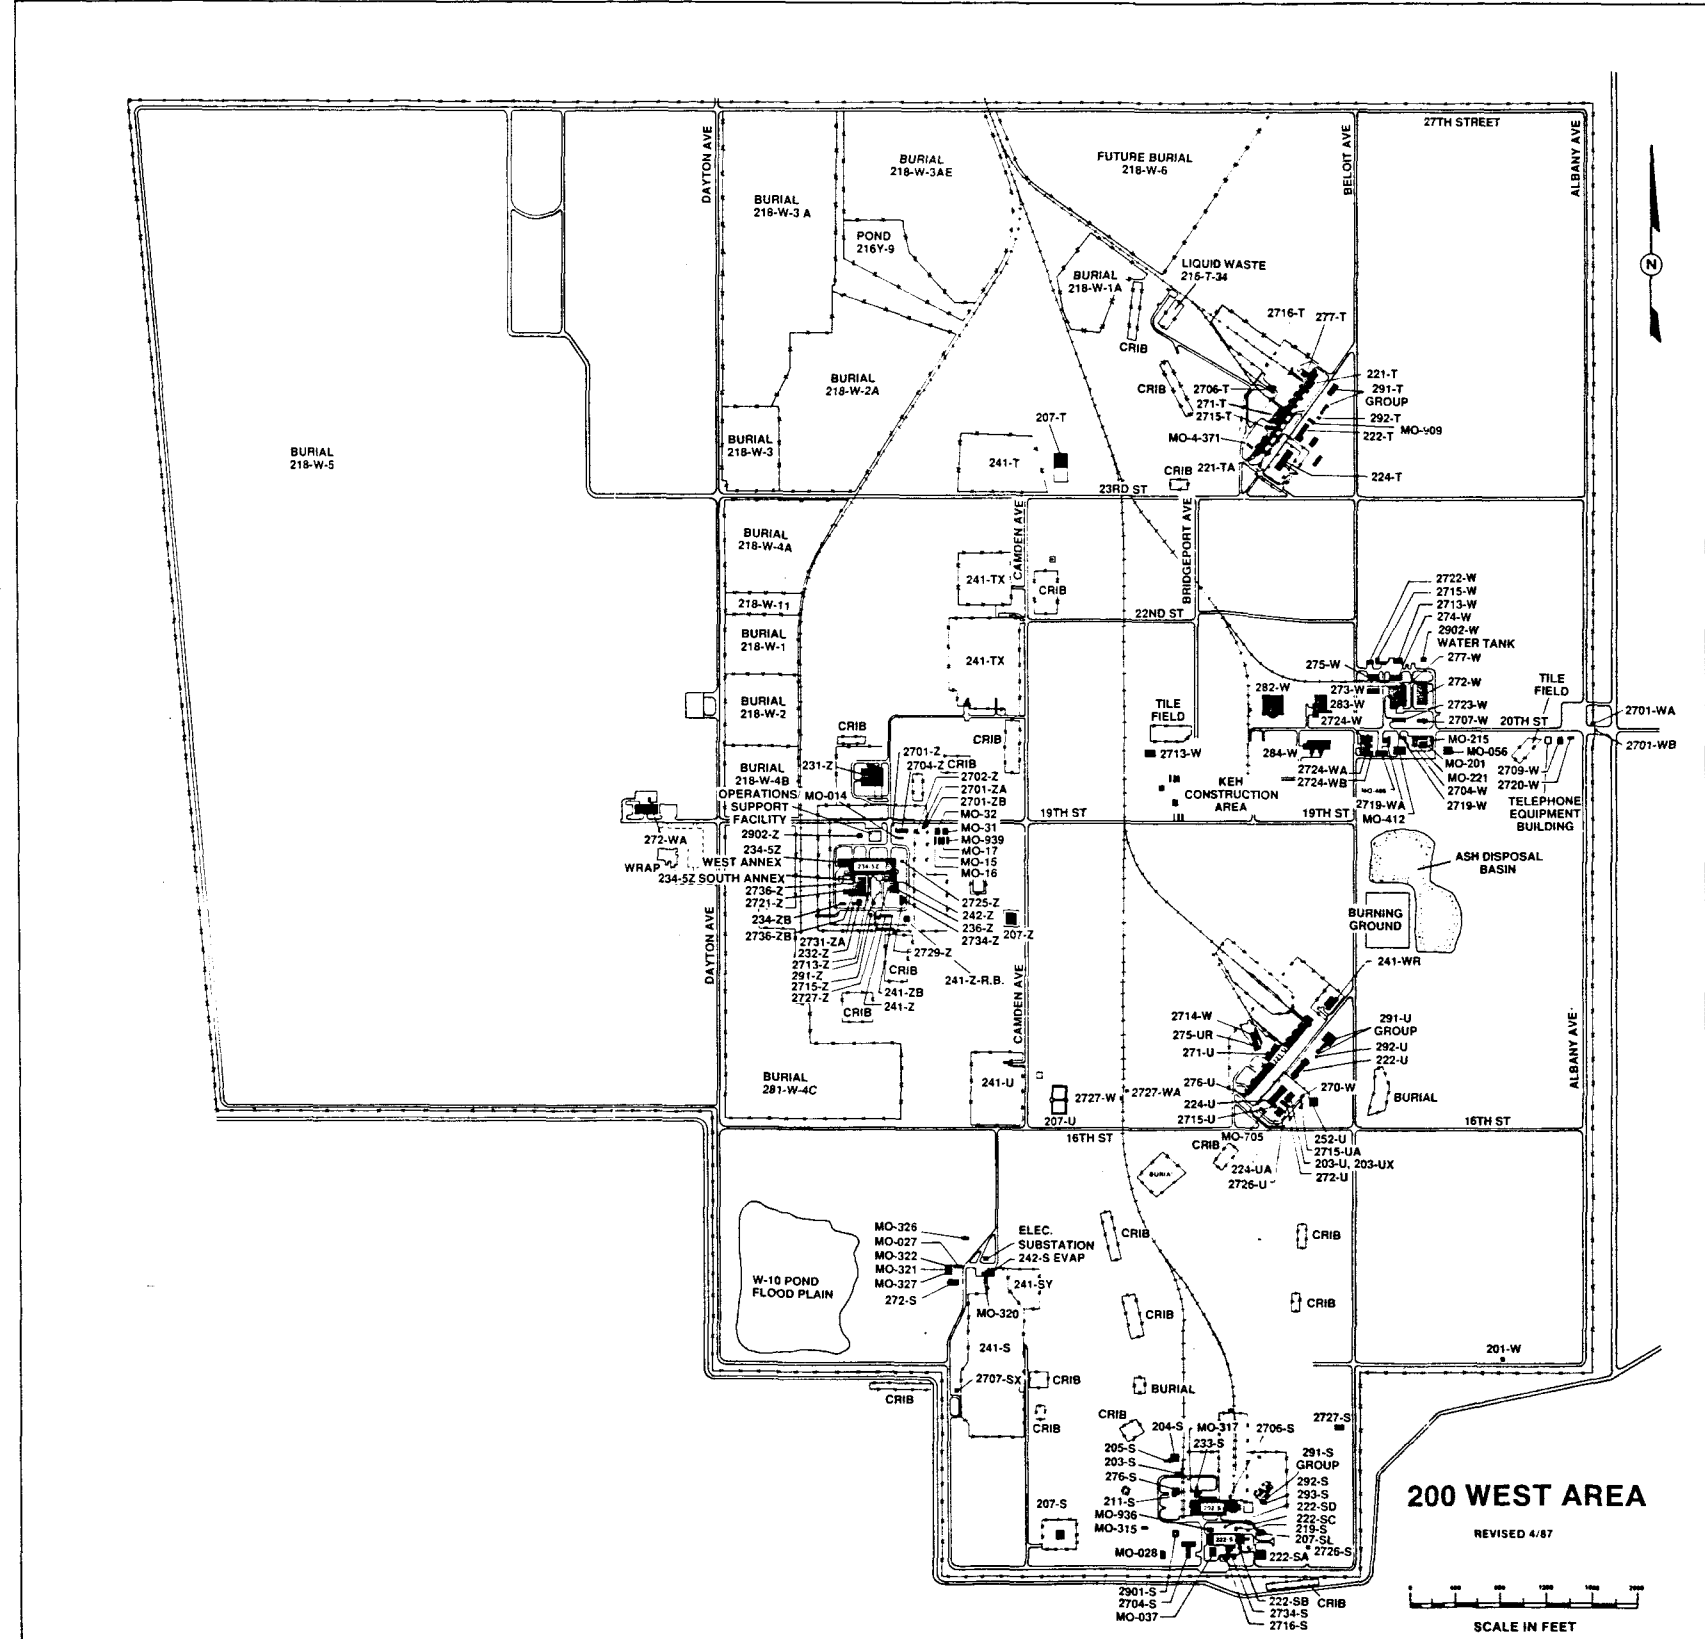 27TH STREET
DAYTON AVE
BELOIT AVE
ALBANY AVE
BURIAL
218-W-3AE
FUTURE BURIAL
218-W-6
BURIAL
218-W-3 A
POND
216Y-9
N
LIQUID WASTE
216-T-34
BURIAL
218-W-1A
2716-T
277-T
CRIB
BURIAL
218-W-2A
CRIB
2706-T
271-T
2715-T
MO-4-371
221-T
291-T
GROUP
292-T
MO-909
222-T
207-T
BURIAL
218-W-3
BURIAL
218-W-5
241-T
CRIB
221-TA
224-T
23RD ST
CAMDEN AVE
BRIDGEPORT AVE
BURIAL
218-W-4A
241-TX
CRIB
218-W-11
22ND ST
2722-W
2715-W
2713-W
274-W
2902-W
WATER TANK
277-W
BURIAL
218-W-1
241-TX
275-W
272-W
TILE
FIELD
BURIAL
218-W-2
282-W
273-W
283-W
2724-W
2723-W
2707-W
20TH ST
2701-WA
2701-WB
TILE
FIELD
CRIB
CRIB
2713-W
284-W
MO-215
MO-056
MO-201
MO-221
2704-W
2719-W
2724-WA
2724-WB
2719-WA
MO-412
2709-W
2720-W
TELEPHONE
EQUIPMENT
BUILDING
231-Z
2701-Z
2704-Z
CRIB
2702-Z
2701-ZA
2701-ZB
MO-32
MO-31
MO-939
MO-17
MO-15
MO-16
BURIAL
218-W-4B
OPERATIONS
SUPPORT
FACILITY
MO-014
KEH
CONSTRUCTION
AREA
19TH ST
19TH ST
272-WA
WRAP
2902-Z
234-5Z
WEST ANNEX
234-5Z SOUTH ANNEX
234-5Z
2736-Z
2721-Z
234-ZB
2736-ZB
2731-ZA
232-Z
2713-Z
291-Z
2715-Z
2727-Z
2725-Z
242-Z
236-Z
2734-Z
207-Z
2729-Z
CRIB
241-Z-R.B.
241-ZB
241-Z
CRIB
ASH DISPOSAL
BASIN
BURNING
GROUND
241-WR
DAYTON AVE
CAMDEN AVE
ALBANY AVE
2714-W
275-UR
271-U
276-U
224-U
2715-U
291-U
GROUP
292-U
222-U
270-W
BURIAL
BURIAL
281-W-4C
241-U
207-U
2727-W
2727-WA
16TH ST
16TH ST
MO-705
CRIB
224-UA
2726-U
252-U
2715-UA
203-U, 203-UX
272-U
MO-326
MO-027
MO-322
MO-321
MO-327
272-S
ELEC.
SUBSTATION
242-S EVAP
241-SY
MO-320
CRIB
CRIB
W-10 POND
FLOOD PLAIN
CRIB
CRIB
241-S
201-W
2707-SX
CRIB
BURIAL
CRIB
CRIB
CRIB
204-S
MO-317
2706-S
2727-S
205-S
203-S
276-S
211-S
MO-936
MO-315
MO-028
233-S
291-S
GROUP
292-S
293-S
222-SD
222-SC
219-S
207-SL
2726-S
222-SA
207-S
202-S
222-S
2901-S
2704-S
MO-037
222-SB
2734-S
2716-S
CRIB
200 WEST AREA
REVISED 4/87
0 400 800 1200 1600 2000
SCALE IN FEET